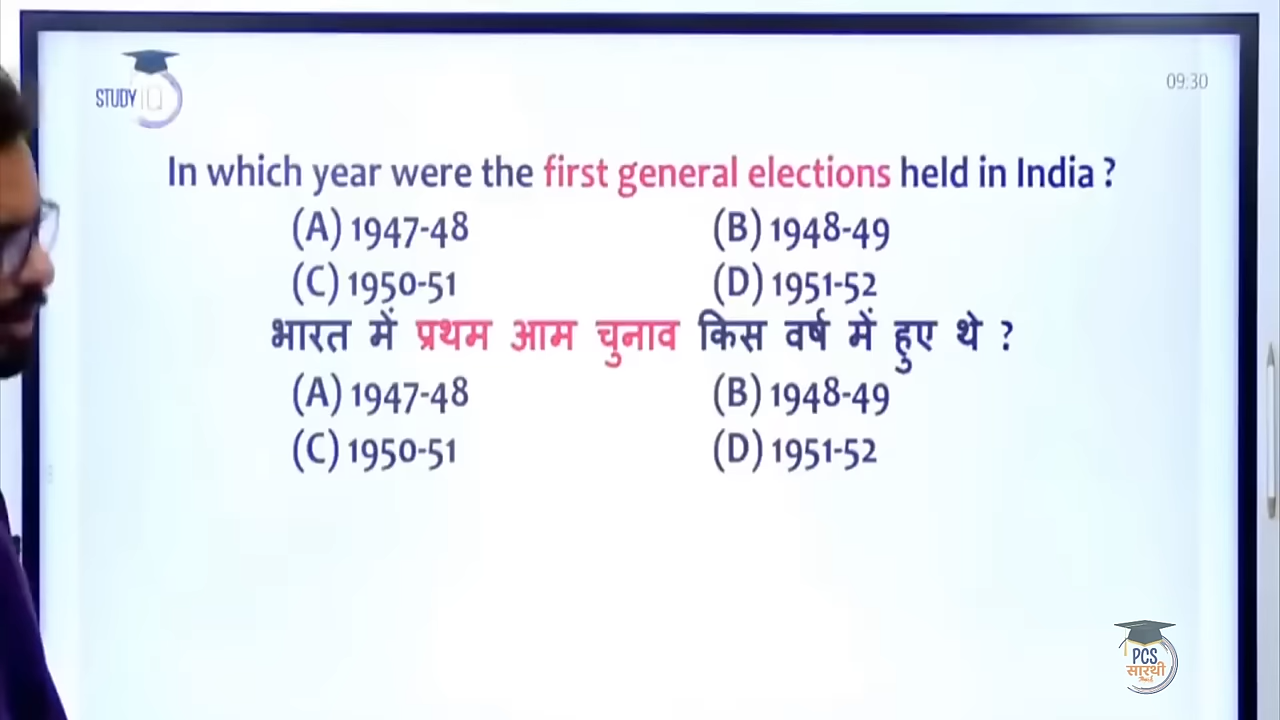 STUDY IQ
09:30
In which year were the first general elections held in India ?
(A) 1947-48 (B) 1948-49
(C) 1950-51 (D) 1951-52
भारत में प्रथम आम चुनाव किस वर्ष में हुए थे ?
(A) 1947-48 (B) 1948-49
(C) 1950-51 (D) 1951-52
PCS
सारथी